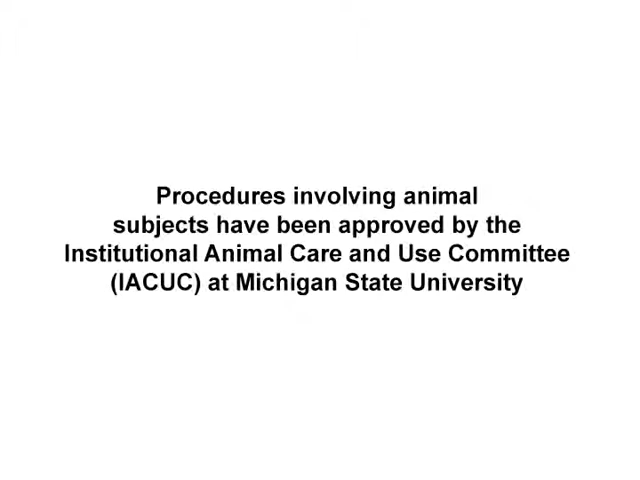 Procedures involving animal
subjects have been approved by the
Institutional Animal Care and Use Committee
(IACUC) at Michigan State University